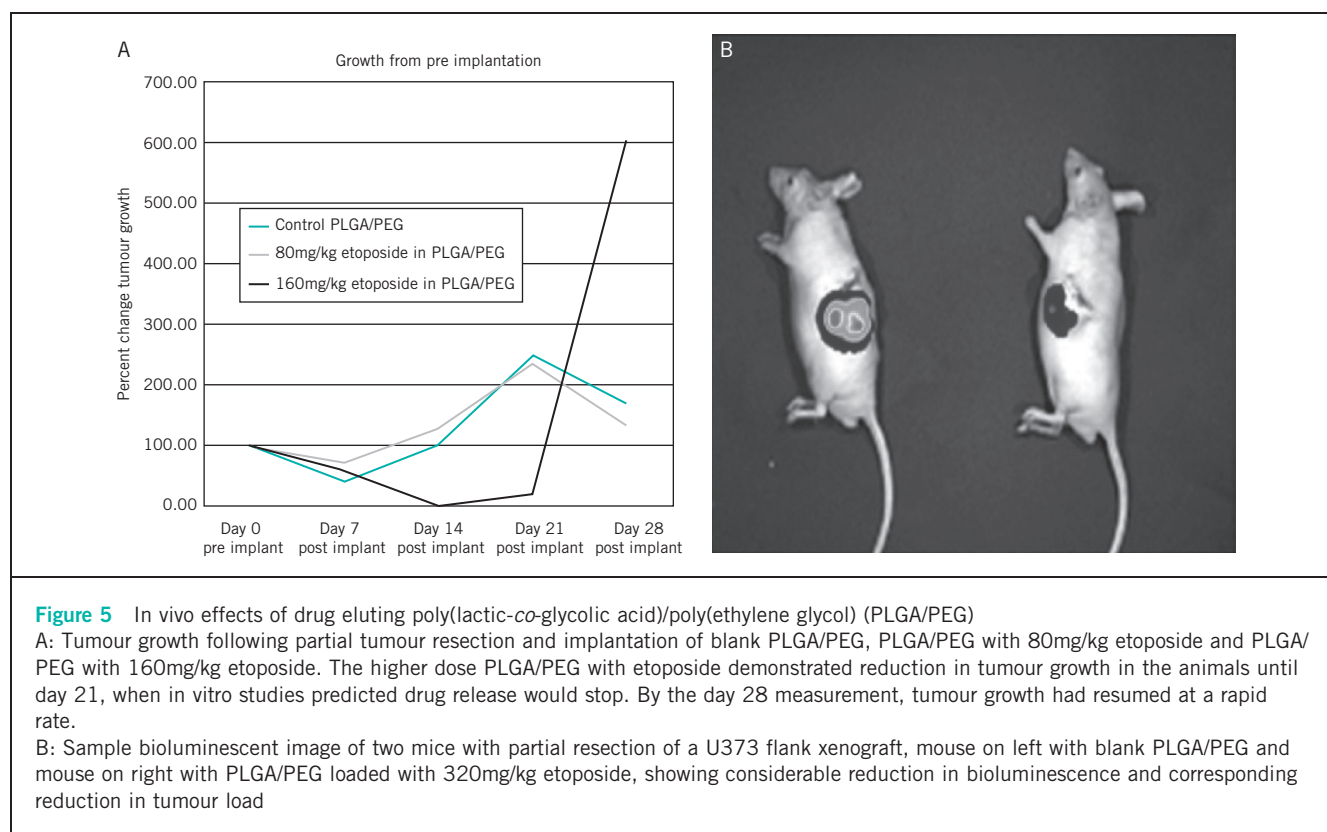 A
Growth from pre implantation
700.00
600.00
500.00
400.00
300.00
200.00
100.00
0.00
Percent change tumour growth
Control PLGA/PEG
80mg/kg etoposide in PLGA/PEG
160mg/kg etoposide in PLGA/PEG
Day 0 Day 7 Day 14 Day 21 Day 28
pre implant post implant post implant post implant post implant
B
Figure 5 In vivo effects of drug eluting poly(lactic-co-glycolic acid)/poly(ethylene glycol) (PLGA/PEG)
A: Tumour growth following partial tumour resection and implantation of blank PLGA/PEG, PLGA/PEG with 80mg/kg etoposide and PLGA/
PEG with 160mg/kg etoposide. The higher dose PLGA/PEG with etoposide demonstrated reduction in tumour growth in the animals until
day 21, when in vitro studies predicted drug release would stop. By the day 28 measurement, tumour growth had resumed at a rapid
rate.
B: Sample bioluminescent image of two mice with partial resection of a U373 flank xenograft, mouse on left with blank PLGA/PEG and
mouse on right with PLGA/PEG loaded with 320mg/kg etoposide, showing considerable reduction in bioluminescence and corresponding
reduction in tumour load